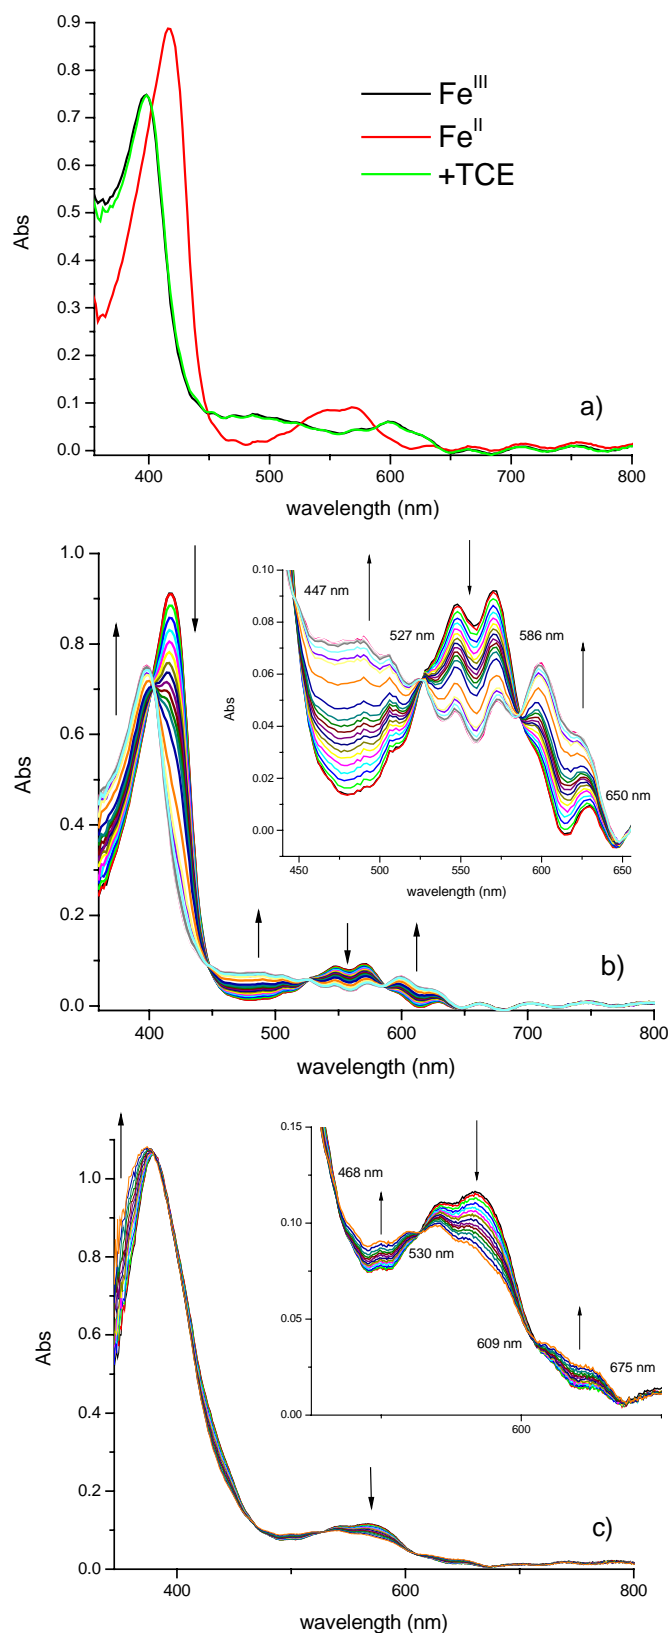 0.9
0.8
0.7
0.6
0.5
0.4
0.3
0.2
0.1
0.0
Abs
Fe^III
Fe^II
+TCE
a)
400 500 600 700 800
wavelength (nm)
1.0
0.8
0.6
0.4
0.2
0.0
Abs
0.10
0.08
0.06
0.04
0.02
0.00
Abs
447 nm
527 nm
586 nm
650 nm
450 500 550 600 650
wavelength (nm)
b)
400 500 600 700 800
wavelength (nm)
1.0
0.8
0.6
0.4
0.2
0.0
Abs
0.15
0.10
0.05
0.00
468 nm
530 nm
609 nm
675 nm
600
c)
400 600 800
wavelength (nm)